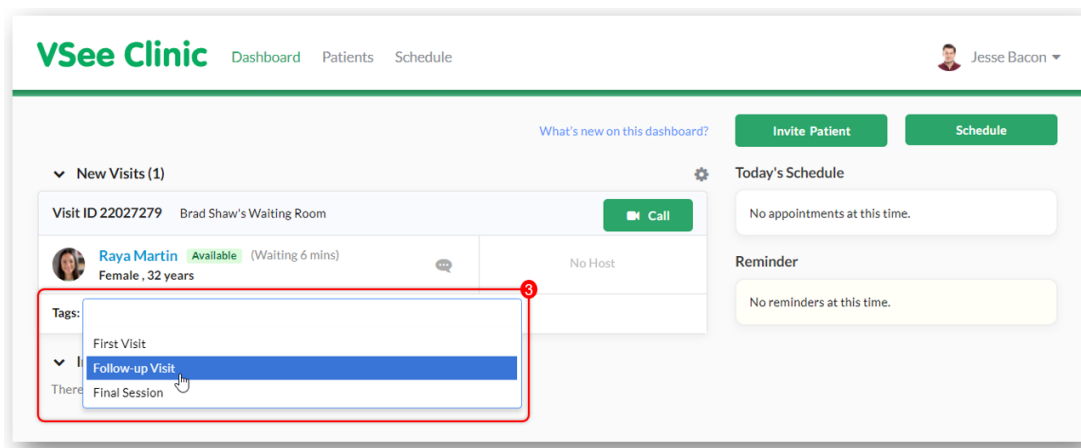 VSee Clinic Dashboard Patients Schedule Jesse Bacon
What's new on this dashboard? Invite Patient Schedule
New Visits (1)
Today's Schedule
Visit ID 22027279 Brad Shaw's Waiting Room Call
No appointments at this time.
Raya Martin Available (Waiting 6 mins)
Female , 32 years
No Host
Reminder
3
No reminders at this time.
Tags:
First Visit
Follow-up Visit
There
Final Session